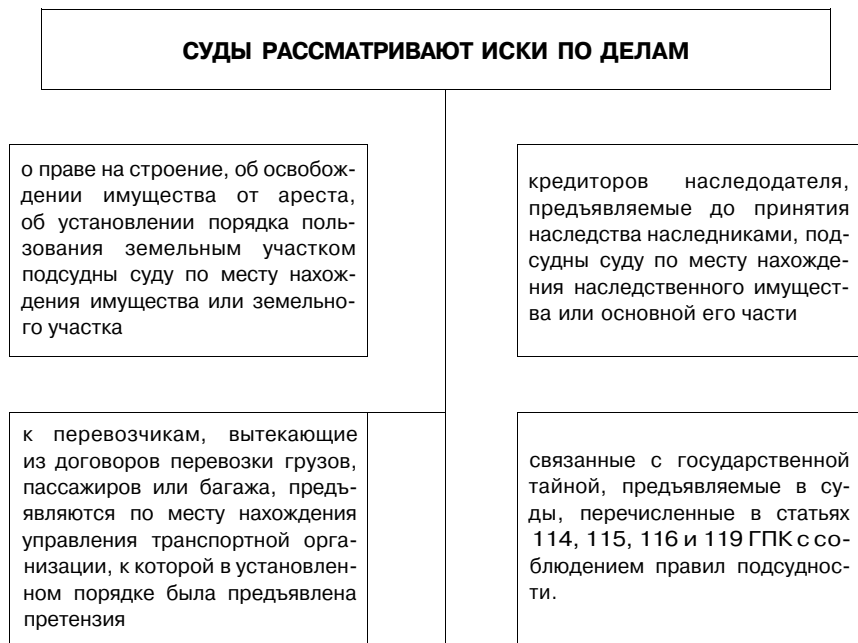 СУДЫ РАССМАТРИВАЮТ ИСКИ ПО ДЕЛАМ
о праве на строение, об освобож-
дении имущества от ареста,
об установлении порядка поль-
зования земельным участком
подсудны суду по месту нахож-
дения имущества или земельно-
го участка
кредиторов наследодателя,
предъявляемые до принятия
наследства наследниками, под-
судны суду по месту нахожде-
ния наследственного имущест-
ва или основной его части
к перевозчикам, вытекающие
из договоров перевозки грузов,
пассажиров или багажа, предъ-
являются по месту нахождения
управления транспортной орга-
низации, к которой в установлен-
ном порядке была предъявлена
претензия
связанные с государственной
тайной, предъявляемые в су-
ды, перечисленные в статьях
114, 115, 116 и 119 ГПК с со-
блюдением правил подсуднос-
ти.